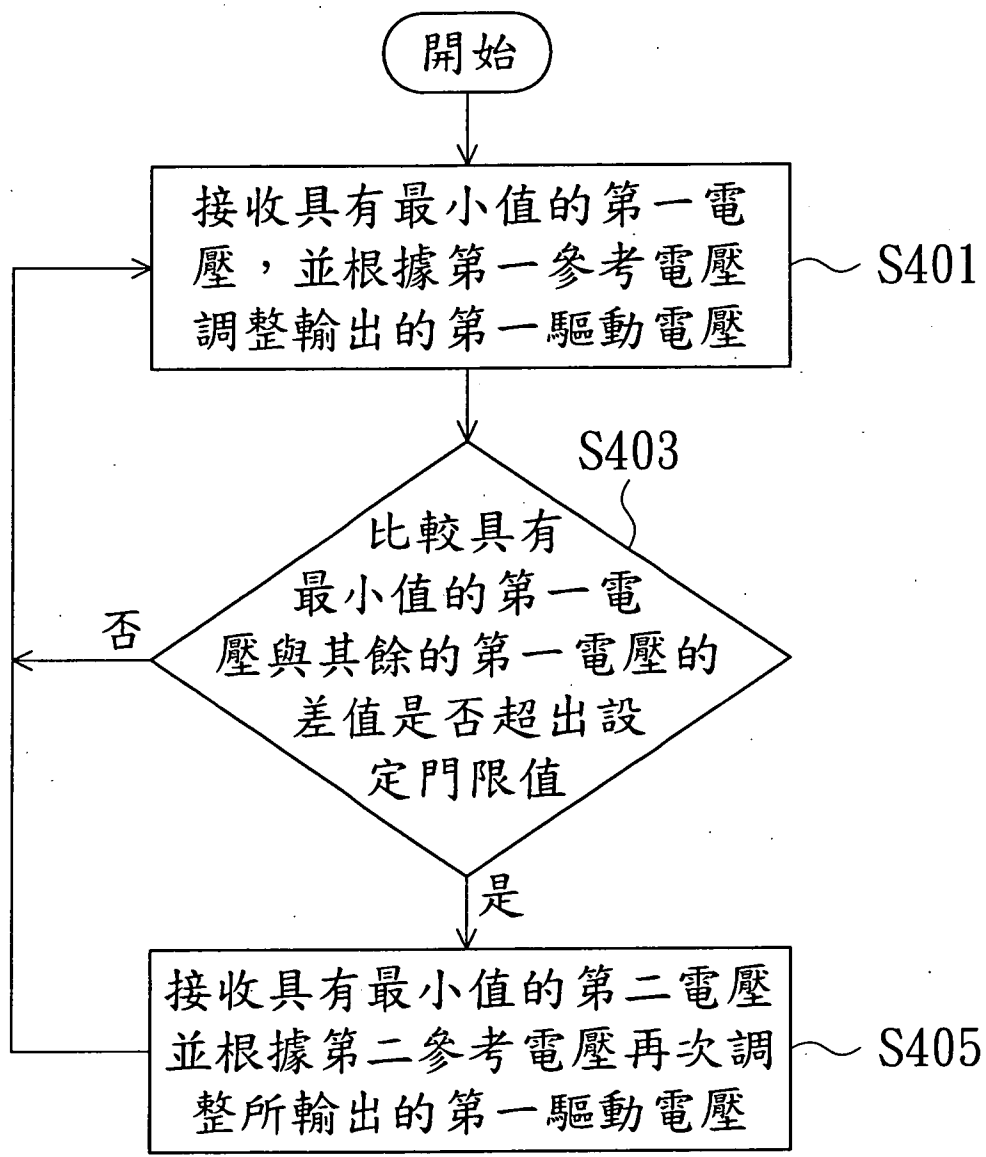 開始
接收具有最小值的第一電
壓，並根據第一參考電壓
調整輸出的第一驅動電壓
S401
S403
比較具有
最小值的第一電
壓與其餘的第一電壓的
差值是否超出設
定門限值
否
是
接收具有最小值的第二電壓
並根據第二參考電壓再次調
整所輸出的第一驅動電壓
S405